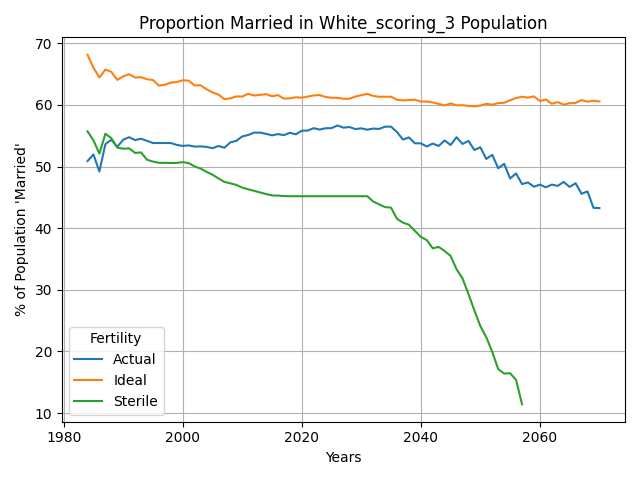 Proportion Married in White_scoring_3 Population
% of Population 'Married'
70
60
50
40
30
20
10
Fertility
Actual
Ideal
Sterile
1980
2000
2020
2040
2060
Years